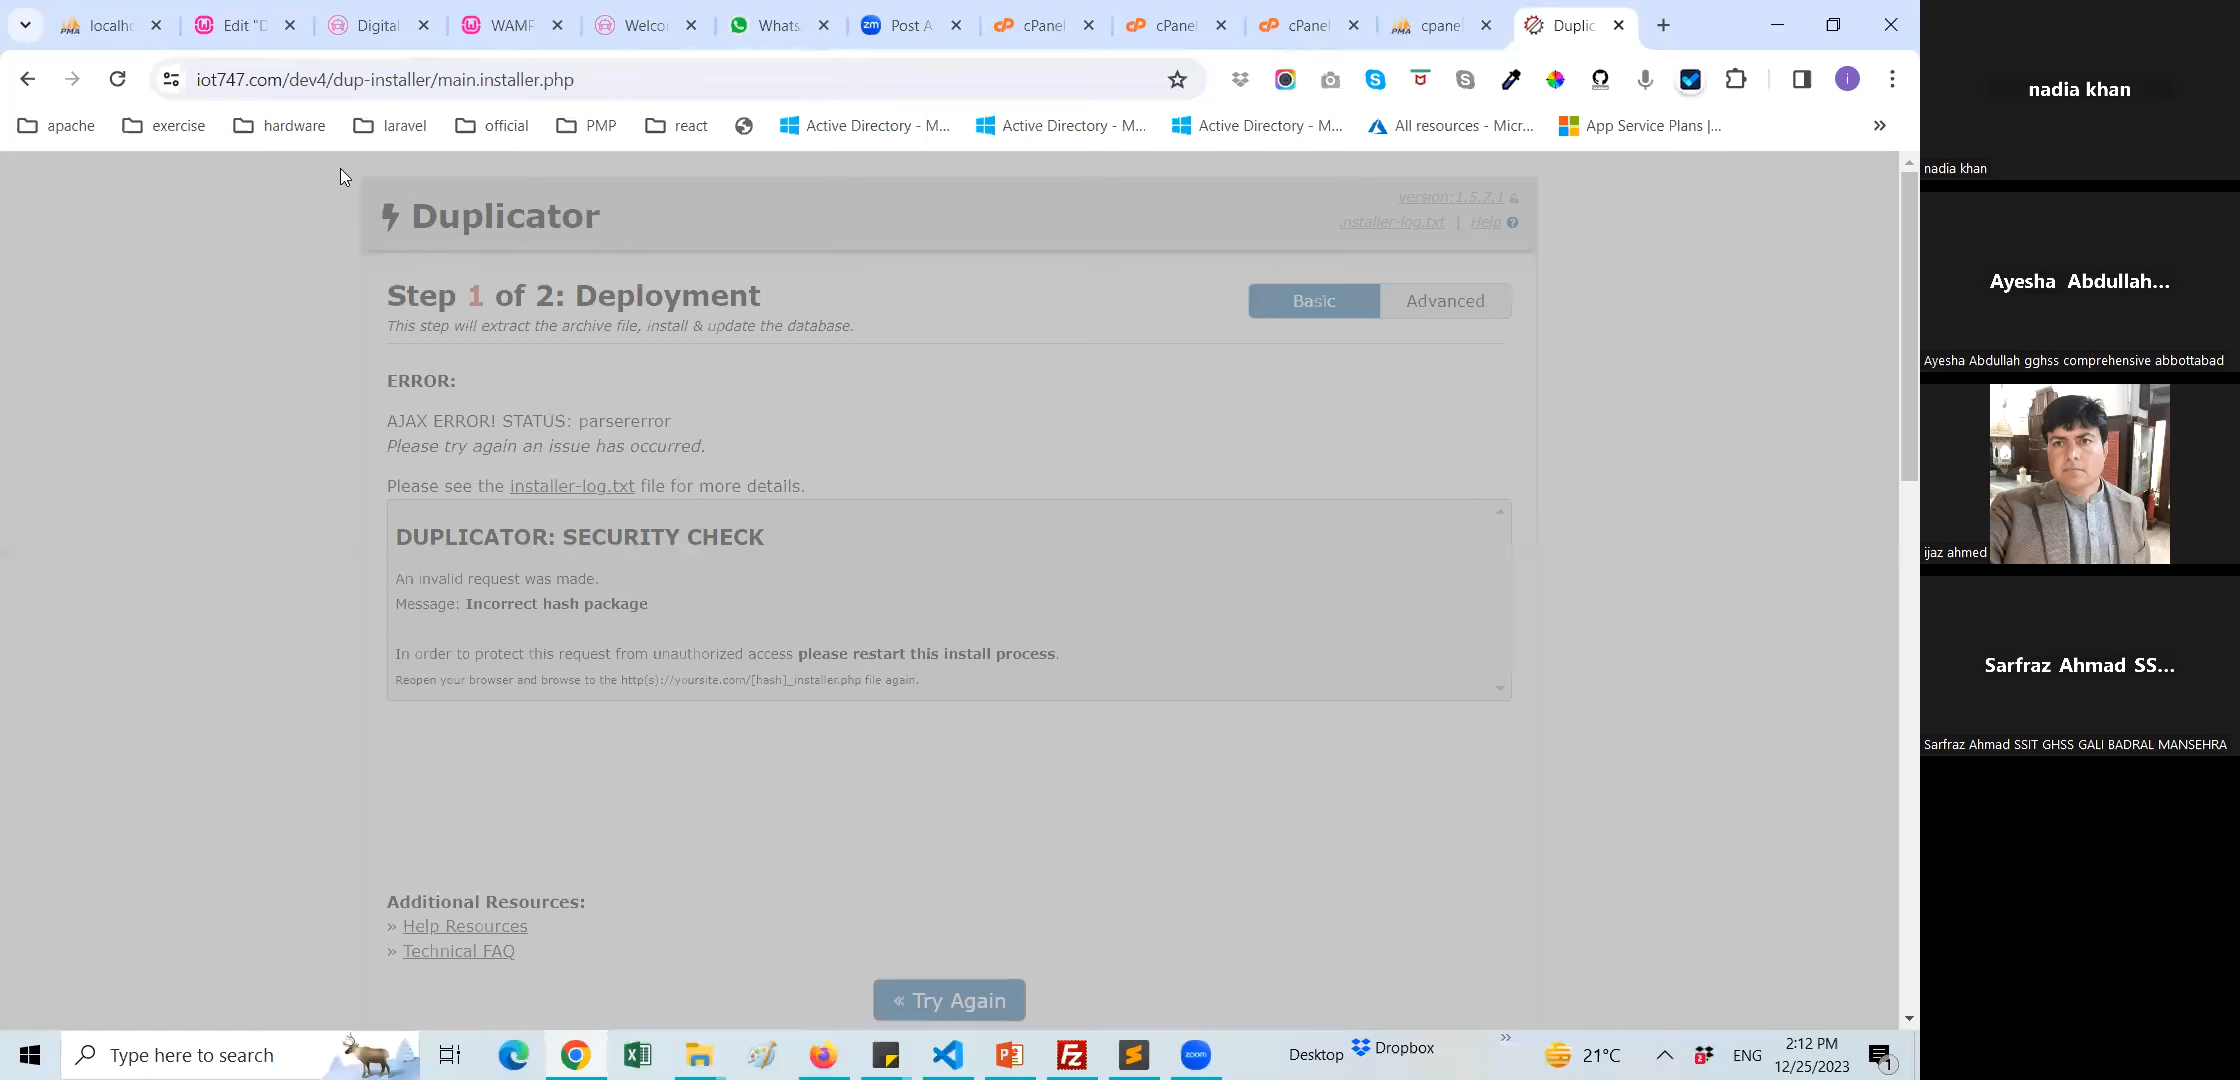 localhc
Edit "D
Digital
WAMF
Welcor
Whats
Post A
cPanel
cPanel
cPanel
cpanel
Duplic
iot747.com/dev4/dup-installer/main.installer.php
i
apache
exercise
hardware
laravel
official
PMP
react
Active Directory - M...
Active Directory - M...
Active Directory - M...
All resources - Micr...
App Service Plans |...
»
Duplicator
version:1.5.7.1
installer-log.txt | Help
Step 1 of 2: Deployment
Basic
Advanced
This step will extract the archive file, install & update the database.
ERROR:
AJAX ERROR! STATUS: parsererror
Please try again an issue has occurred.
Please see the installer-log.txt file for more details.
DUPLICATOR: SECURITY CHECK
An invalid request was made.
Message: Incorrect hash package
In order to protect this request from unauthorized access please restart this install process.
Reopen your browser and browse to the http(s)://yoursite.com/[hash]_installer.php file again.
Additional Resources:
» Help Resources
» Technical FAQ
« Try Again
Type here to search
Desktop
Dropbox
»
21°C
ENG
2:12 PM
12/25/2023
1
nadia khan
nadia khan
Ayesha Abdullah...
Ayesha Abdullah gghss comprehensive abbottabad
ijaz ahmed
Sarfraz Ahmad SS...
Sarfraz Ahmad SSIT GHSS GALI BADRAL MANSEHRA